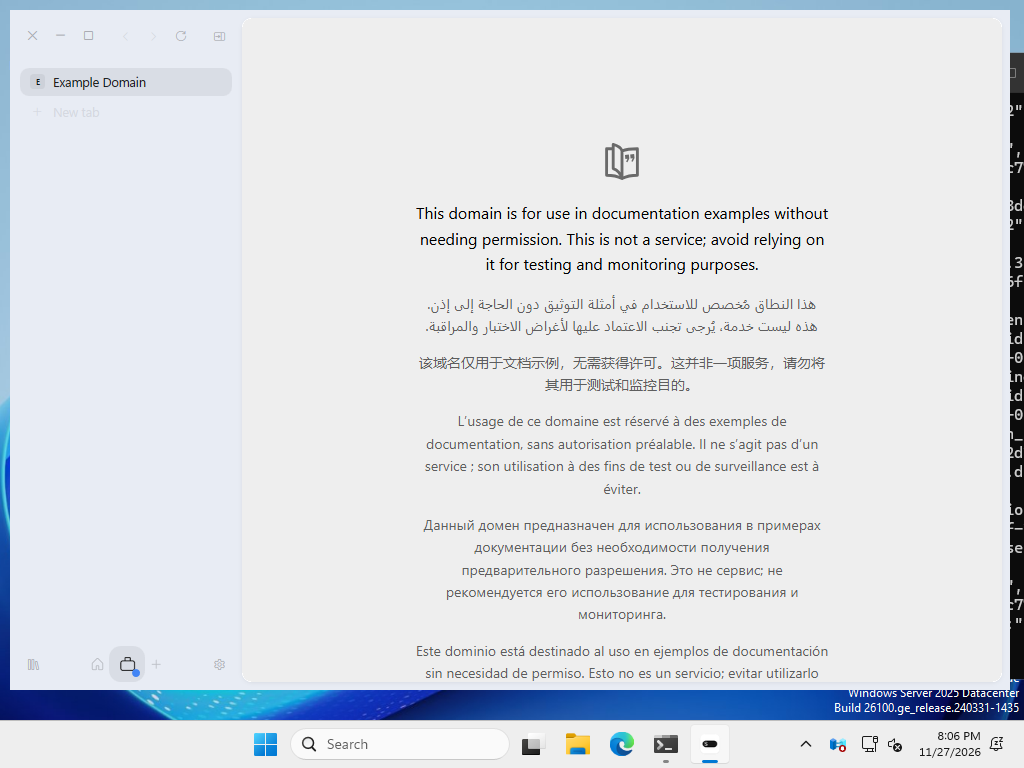 E Example Domain
+ New tab
This domain is for use in documentation examples without
needing permission. This is not a service; avoid relying on
it for testing and monitoring purposes.
هذا النطاق مُخصص للاستخدام في أمثلة التوثيق دون الحاجة إلى إذن.
هذه ليست خدمة، يُرجى تجنب الاعتماد عليها لأغراض الاختبار والمراقبة.
该域名仅用于文档示例，无需获得许可。这并非一项服务，请勿将
其用于测试和监控目的。
L’usage de ce domaine est réservé à des exemples de
documentation, sans autorisation préalable. Il ne s’agit pas d’un
service ; son utilisation à des fins de test ou de surveillance est à
éviter.
Данный домен предназначен для использования в примерах
документации без необходимости получения
предварительного разрешения. Это не сервис; не
рекомендуется его использование для тестирования и
мониторинга.
Este dominio está destinado al uso en ejemplos de documentación
sin necesidad de permiso. Esto no es un servicio; evitar utilizarlo
Windows Server 2025 Datacenter
Build 26100.ge_release.240331-1435
Search
8:06 PM
11/27/2026